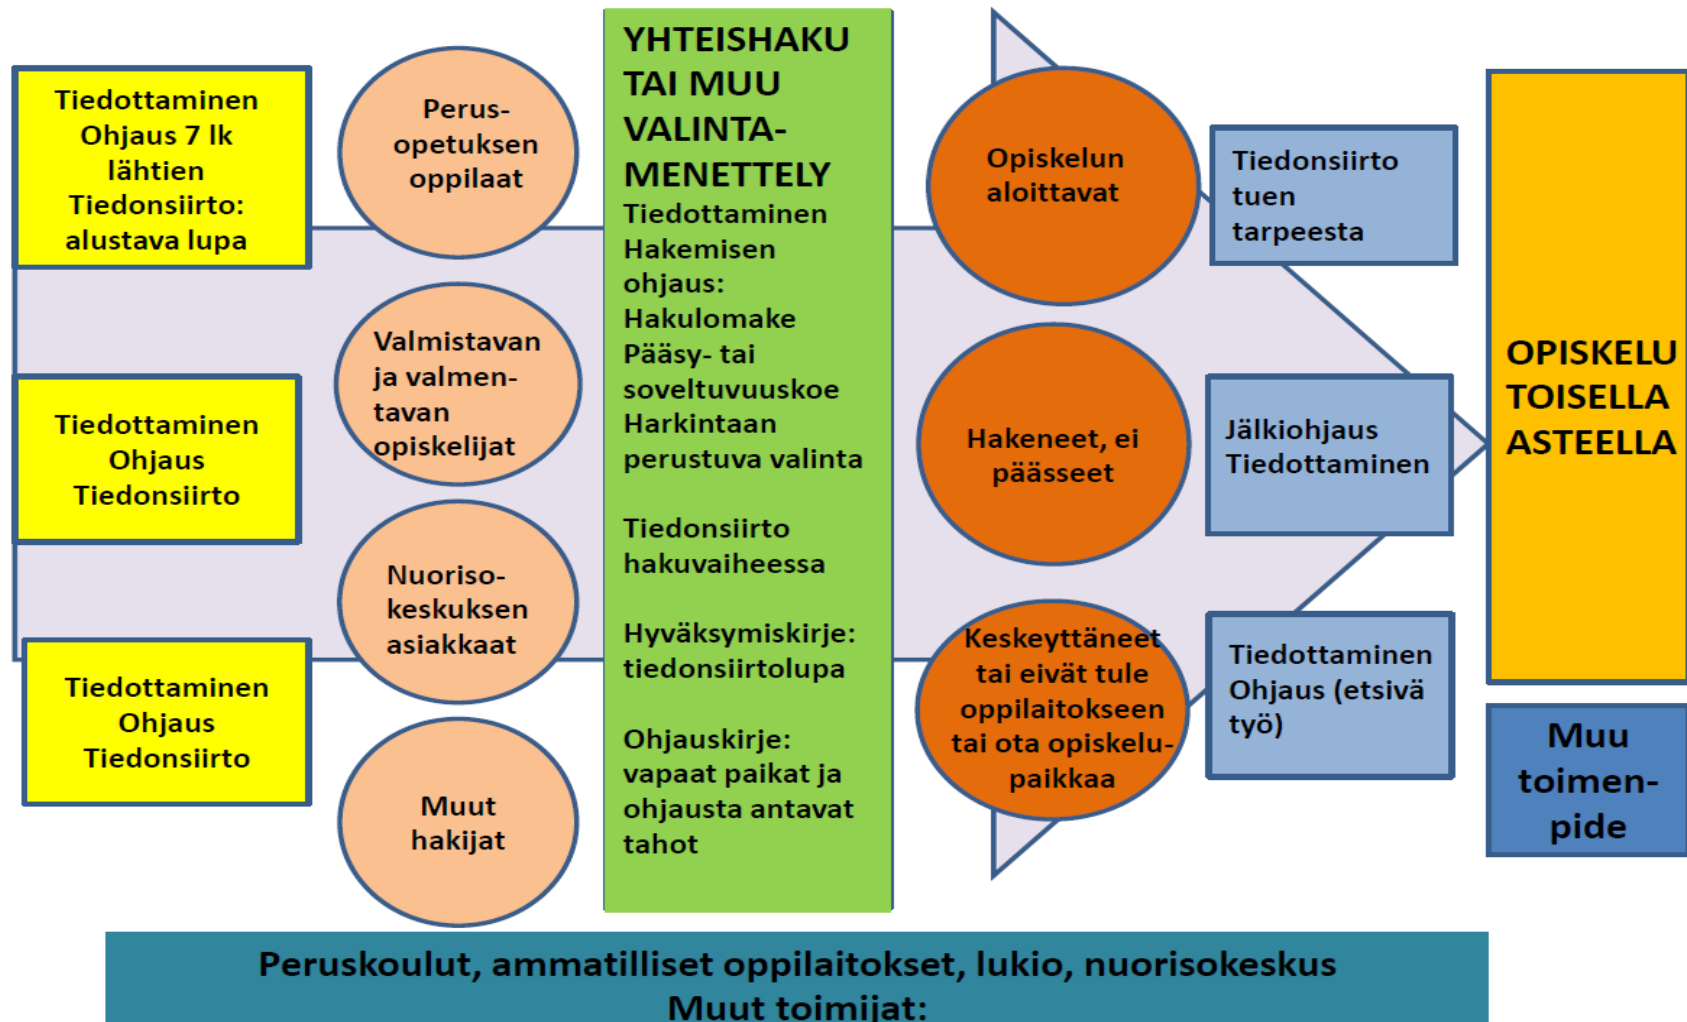 Tiedottaminen
Ohjaus 7 lk
lähtien
Tiedonsiirto:
alustava lupa
Tiedottaminen
Ohjaus
Tiedonsiirto
Tiedottaminen
Ohjaus
Tiedonsiirto
Perus-
opetuksen
oppilaat
Valmistavan
ja valmen-
tavan
opiskelijat
Nuoriso-
keskuksen
asiakkaat
Muut
hakijat
YHTEISHAKU
TAI MUU
VALINTA-
MENETTELY
Tiedottaminen
Hakemisen
ohjaus:
Hakulomake
Pääsy- tai
soveltuvuuskoe
Harkintaan
perustuva valinta
Tiedonsiirto
hakuvaiheessa
Hyväksymiskirje:
tiedonsiirtolupa
Ohjauskirje:
vapaat paikat ja
ohjausta antavat
tahot
Opiskelun
aloittavat
Hakeneet, ei
päässeet
Keskeyttäneet
tai eivät tule
oppilaitokseen
tai ota opiskelu-
paikkaa
Tiedonsiirto
tuen
tarpeesta
Jälkiohjaus
Tiedottaminen
Tiedottaminen
Ohjaus (etsivä
työ)
OPISKELU
TOISELLA
ASTEELLA
Muu
toimen-
pide
Peruskoulut, ammatilliset oppilaitokset, lukio, nuorisokeskus
Muut toimijat: